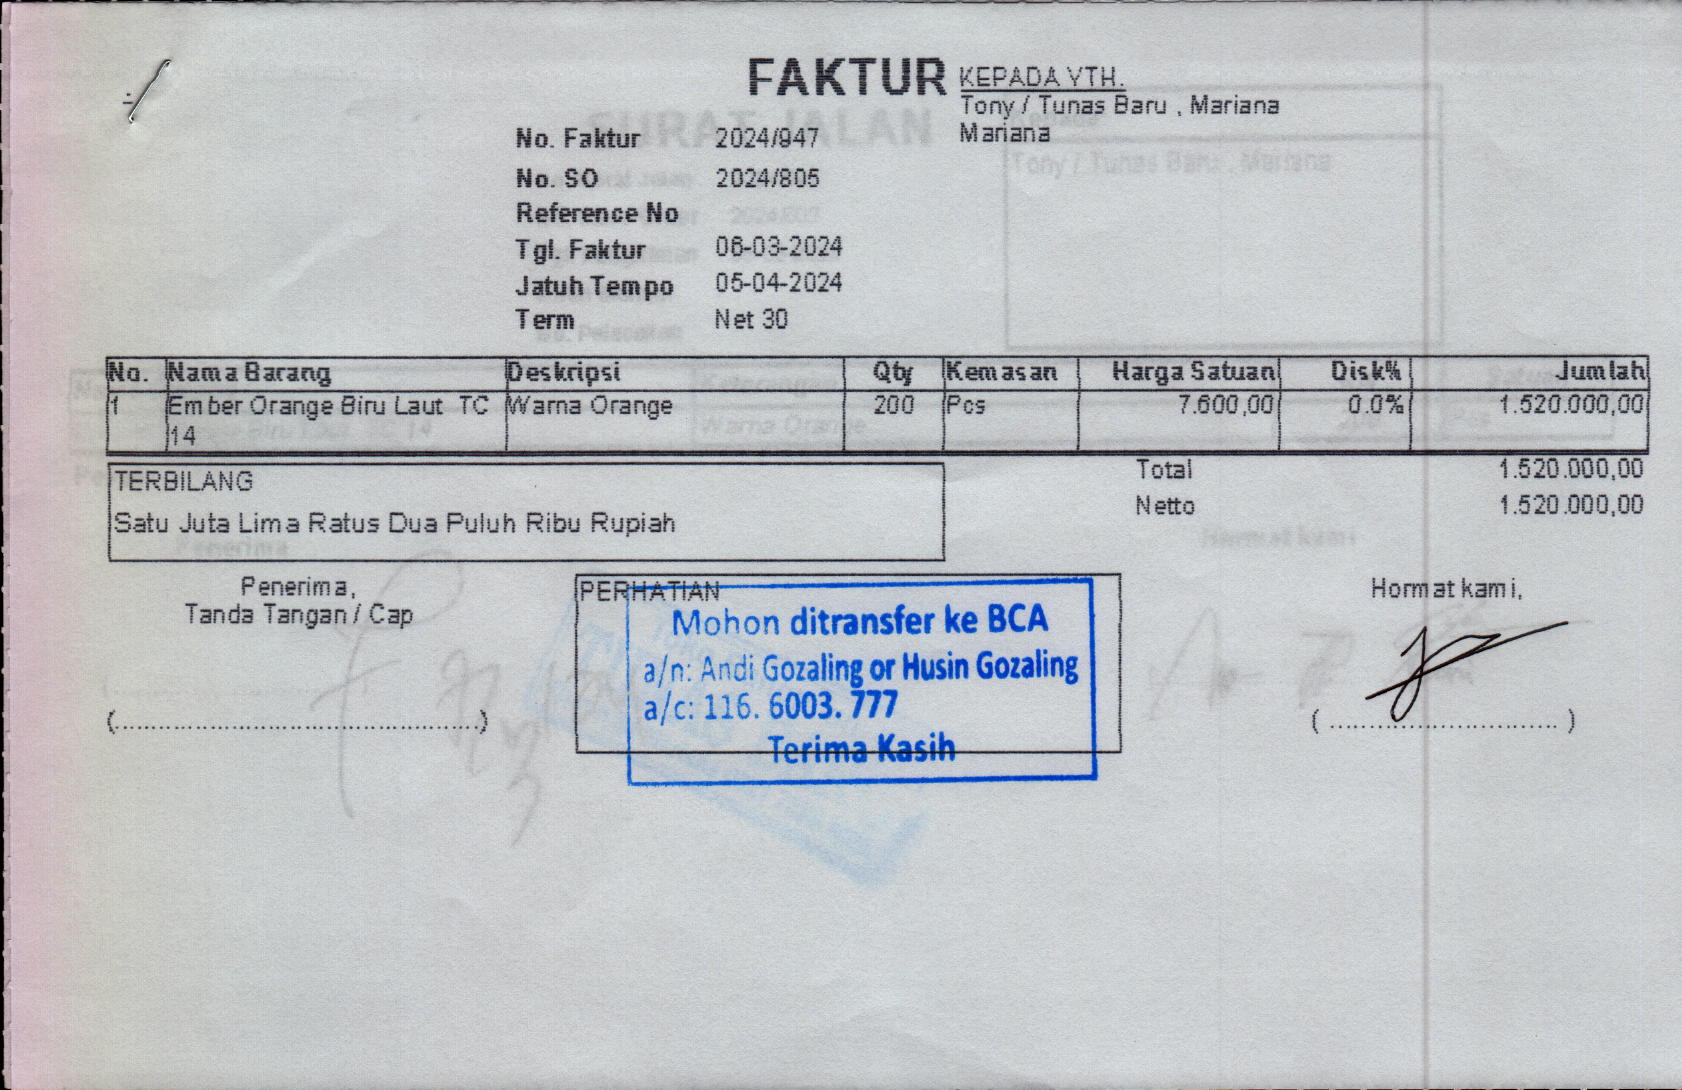 FAKTUR
KEPADA YTH.
Tony / Tunas Baru , Mariana
Mariana
No. Faktur 2024/947
No. SO 2024/805
Reference No
Tgl. Faktur 06-03-2024
Jatuh Tempo 05-04-2024
Term Net 30
No. Nama Barang Deskripsi Qty Kemasan Harga Satuan Disk% Jumlah
1 Ember Orange Biru Laut TC Warna Orange 200 Pcs 7.600,00 0.0% 1.520.000,00
14
Total 1.520.000,00
Netto 1.520.000,00
TERBILANG
Satu Juta Lima Ratus Dua Puluh Ribu Rupiah
Penerima,
Tanda Tangan / Cap
(..........................................)
PERHATIAN
Mohon ditransfer ke BCA
a/n: Andi Gozaling or Husin Gozaling
a/c: 116. 6003. 777
Terima Kasih
Hormat kami,
( ........................... )